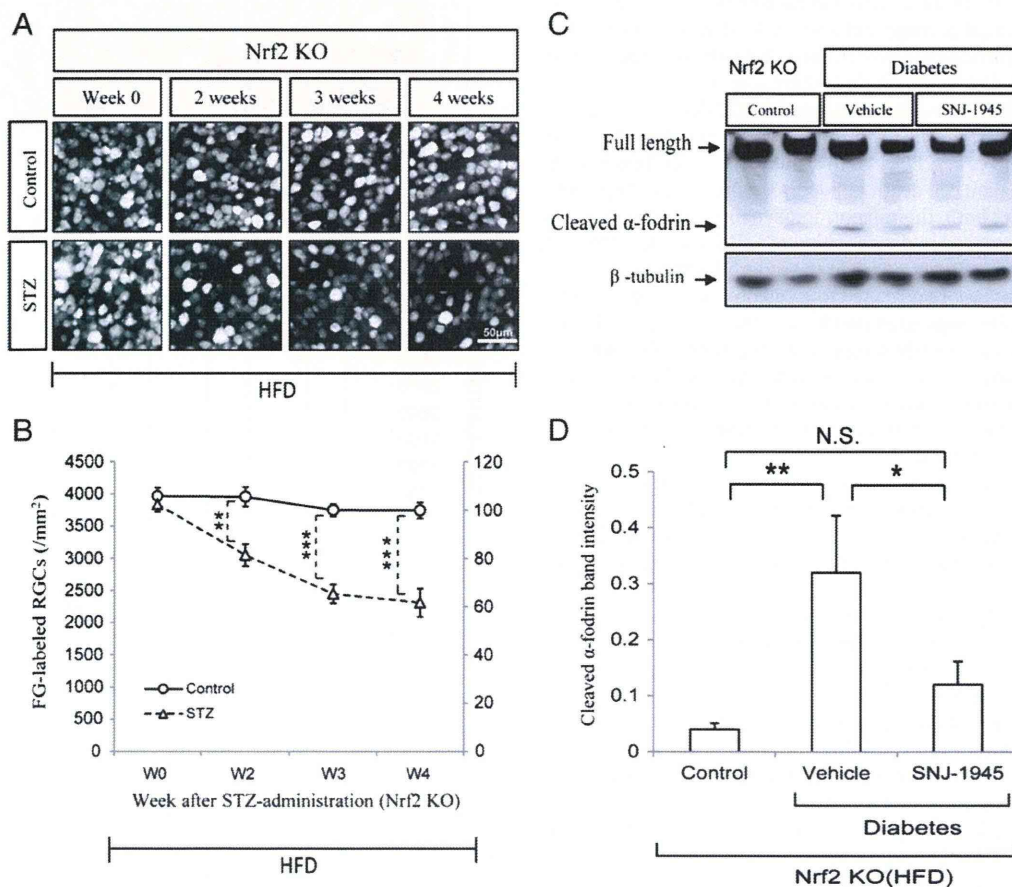 A
Nrf2 KO
Week 0 2 weeks 3 weeks 4 weeks
Control
STZ
50μm
HFD
B
4500 120
4000 100
3500
3000 80
2500 60
2000
1500 40
1000 20
500
0 0
FG-labeled RGCs (/mm²)
** *** ***
Control
STZ
W0 W2 W3 W4
Week after STZ-administration (Nrf2 KO)
HFD
C
Nrf2 KO Diabetes
Control Vehicle SNJ-1945
Full length
Cleaved α-fodrin
β -tubulin
D
N.S.
** *
0.5
0.4
0.3
0.2
0.1
0
Cleaved α-fodrin band intensity
Control Vehicle SNJ-1945
Diabetes
Nrf2 KO(HFD)